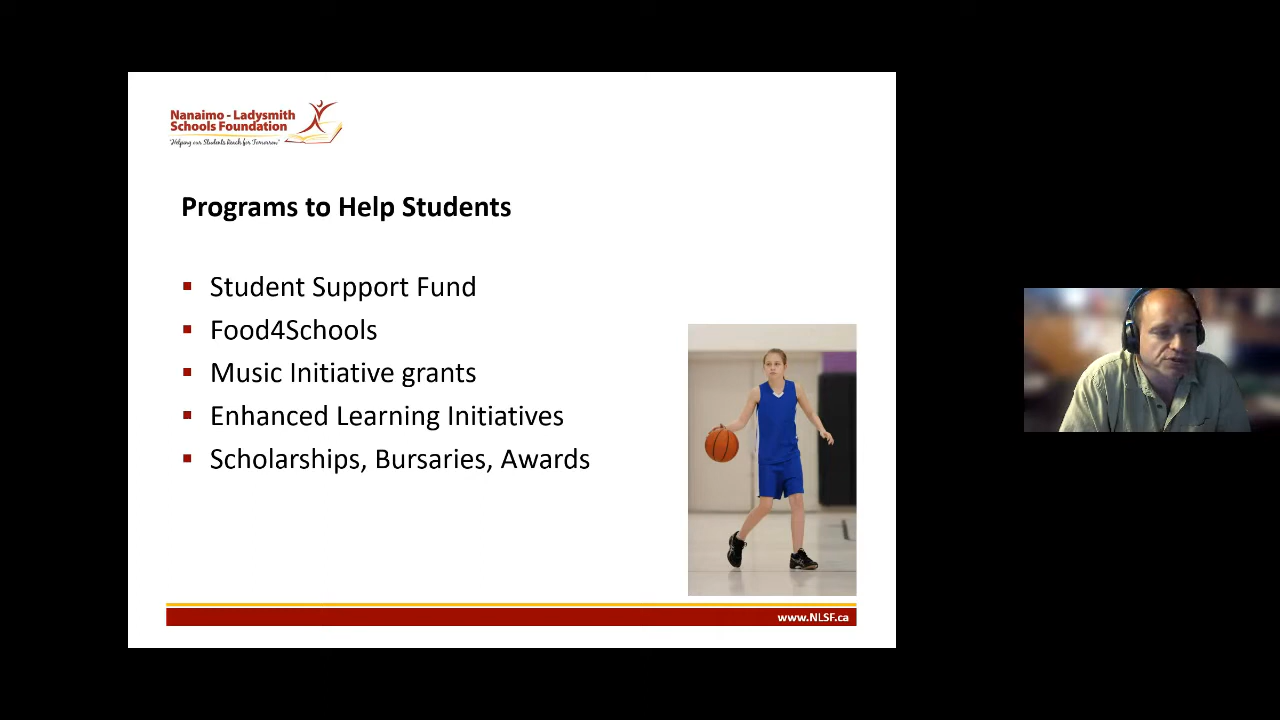 Nanaimo - Ladysmith
Schools Foundation
"Helping our Students Reach for Tomorrow"
Programs to Help Students
▪ Student Support Fund
▪ Food4Schools
▪ Music Initiative grants
▪ Enhanced Learning Initiatives
▪ Scholarships, Bursaries, Awards
www.NLSF.ca